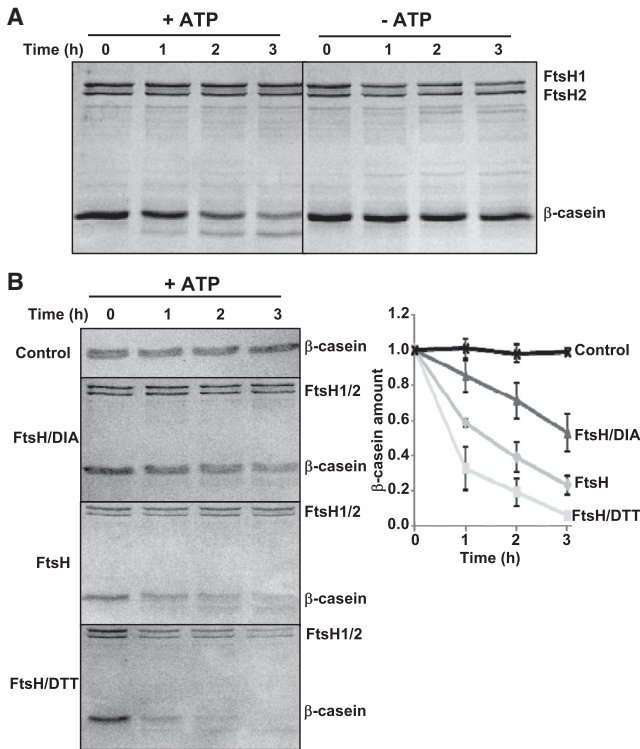 A
+ ATP
- ATP
Time (h) 0 1 2 3 0 1 2 3
FtsH1
FtsH2
β-casein
B
+ ATP
Time (h) 0 1 2 3
Control
β-casein
FtsH1/2
FtsH/DIA
β-casein
FtsH1/2
FtsH
β-casein
FtsH1/2
FtsH/DTT
β-casein
β-casein amount
1.2
1.0
0.8
0.6
0.4
0.2
0.0
0 1 2 3
Time (h)
Control
FtsH/DIA
FtsH
FtsH/DTT